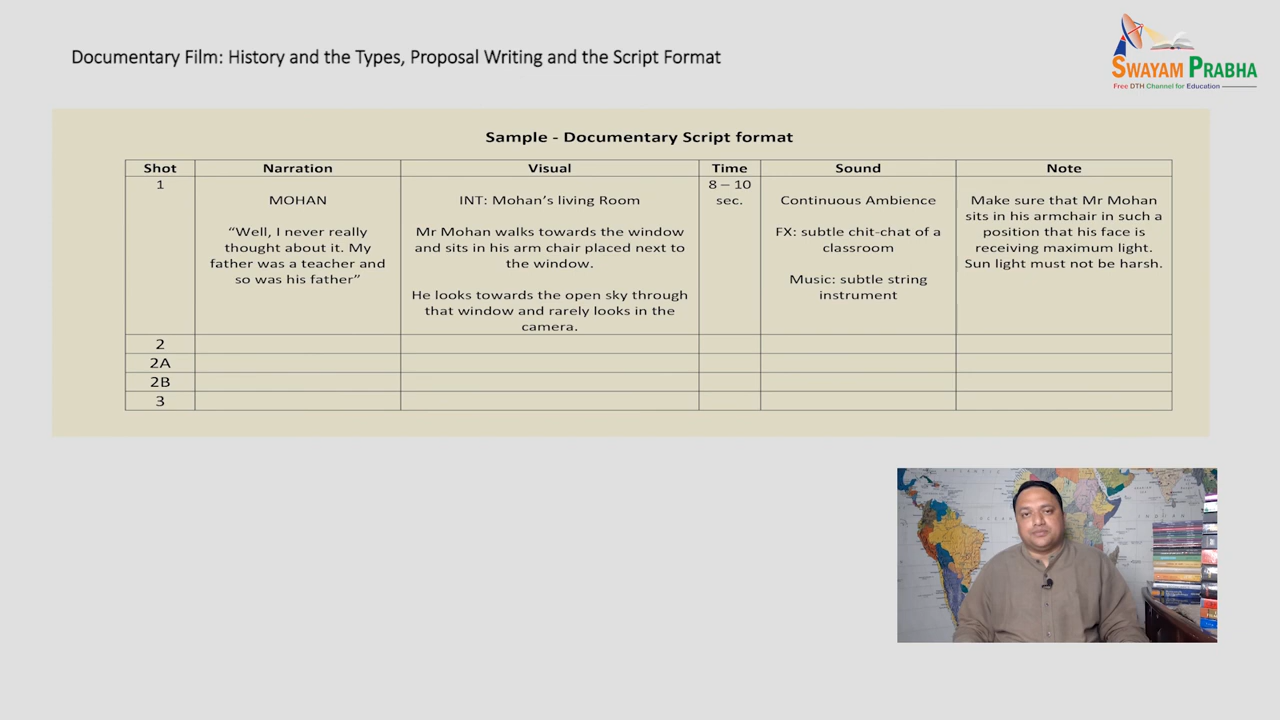 Documentary Film: History and the Types, Proposal Writing and the Script Format
SWAYAM PRABHA
Free DTH Channel for Education
Sample - Documentary Script format
Shot Narration Visual Time Sound Note
1
MOHAN
“Well, I never really
thought about it. My
father was a teacher and
so was his father”
INT: Mohan’s living Room
Mr Mohan walks towards the window
and sits in his arm chair placed next to
the window.
He looks towards the open sky through
that window and rarely looks in the
camera.
8 – 10
sec.
Continuous Ambience
FX: subtle chit-chat of a
classroom
Music: subtle string
instrument
Make sure that Mr Mohan
sits in his armchair in such a
position that his face is
receiving maximum light.
Sun light must not be harsh.
2
2A
2B
3